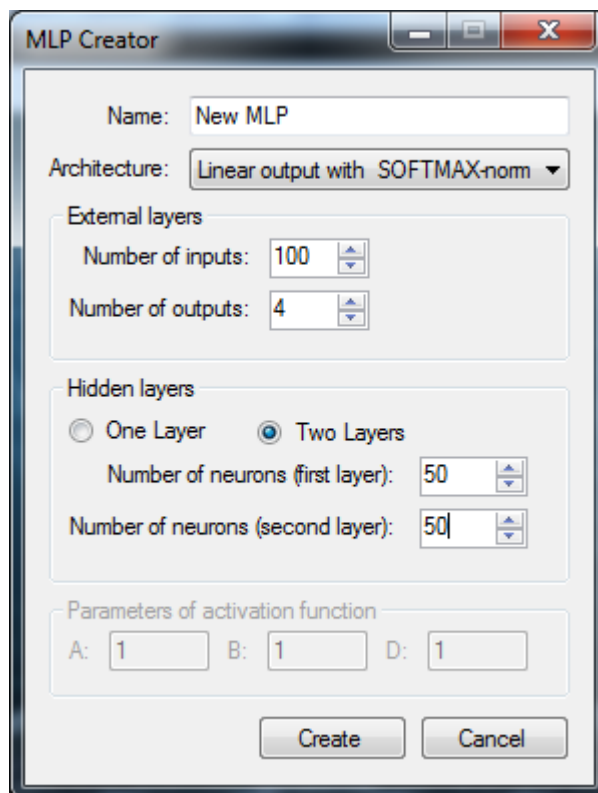 MLP Creator
Name: New MLP
Architecture: Linear output with SOFTMAX-norm
External layers
Number of inputs: 100
Number of outputs: 4
Hidden layers
One Layer Two Layers
Number of neurons (first layer): 50
Number of neurons (second layer): 50
Parameters of activation function
A: 1 B: 1 D: 1
Create Cancel